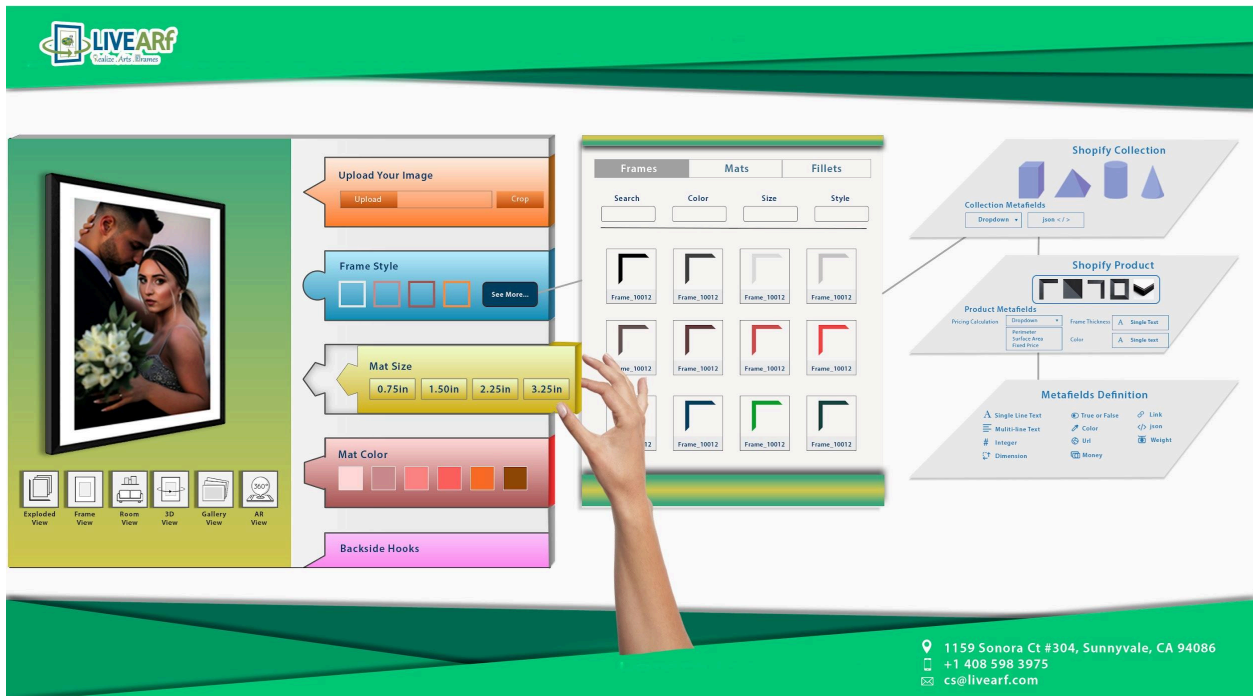 LIVEARf
Realize .Arts .IIrames
Upload Your Image
Upload
Crop
Frame Style
See More...
Mat Size
0.75in
1.50in
2.25in
3.25in
Mat Color
Backside Hooks
Exploded View
Frame View
Room View
3D View
Gallery View
360°
AR View
Frames
Mats
Fillets
Search
Color
Size
Style
Frame_10012
Frame_10012
Frame_10012
Frame_10012
me_10012
Frame_10012
Frame_10012
Frame_10012
12
Frame_10012
Frame_10012
Frame_10012
Shopify Collection
Collection Metafields
Dropdown
json </>
Shopify Product
Product Metafields
Pricing Calculation
Dropdown
Perimeter
Surface Area
Fixed Price
Frame Thickness
A Single Text
Color
A Single text
Metafields Definition
A Single Line Text
Muliti-line Text
# Integer
Dimension
True or False
Color
Url
Money
Link
</> json
Weight
1159 Sonora Ct #304, Sunnyvale, CA 94086
+1 408 598 3975
cs@livearf.com